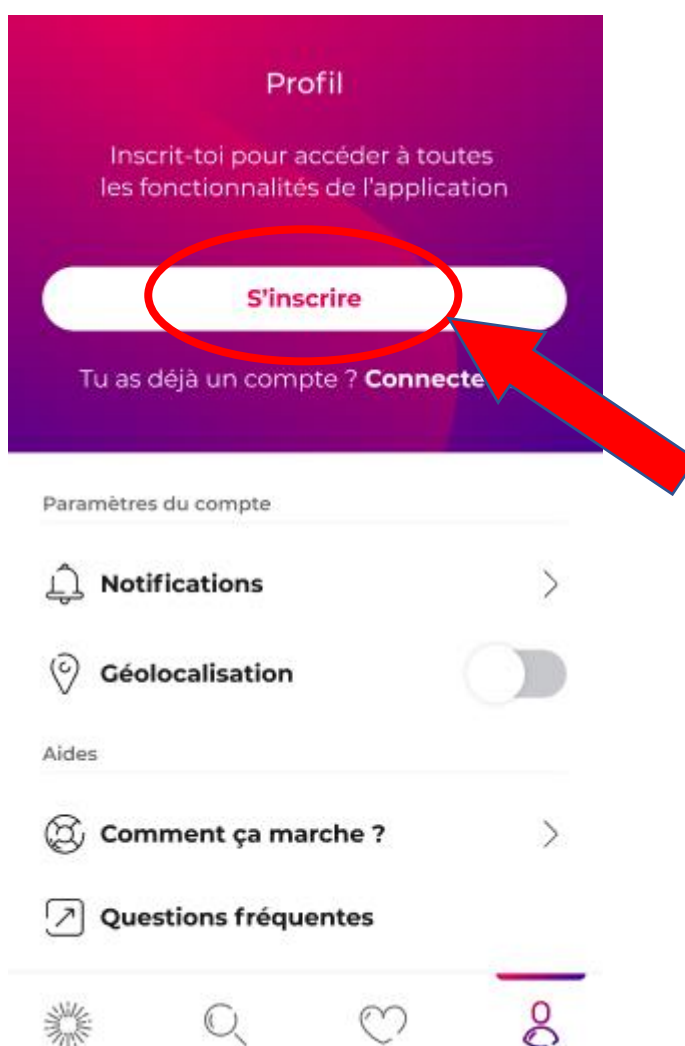 Profil
Inscrit-toi pour accéder à toutes
les fonctionnalités de l'application
S'inscrire
Tu as déjà un compte ? Connecte
Paramètres du compte
Notifications
Géolocalisation
Aides
Comment ça marche ?
Questions fréquentes